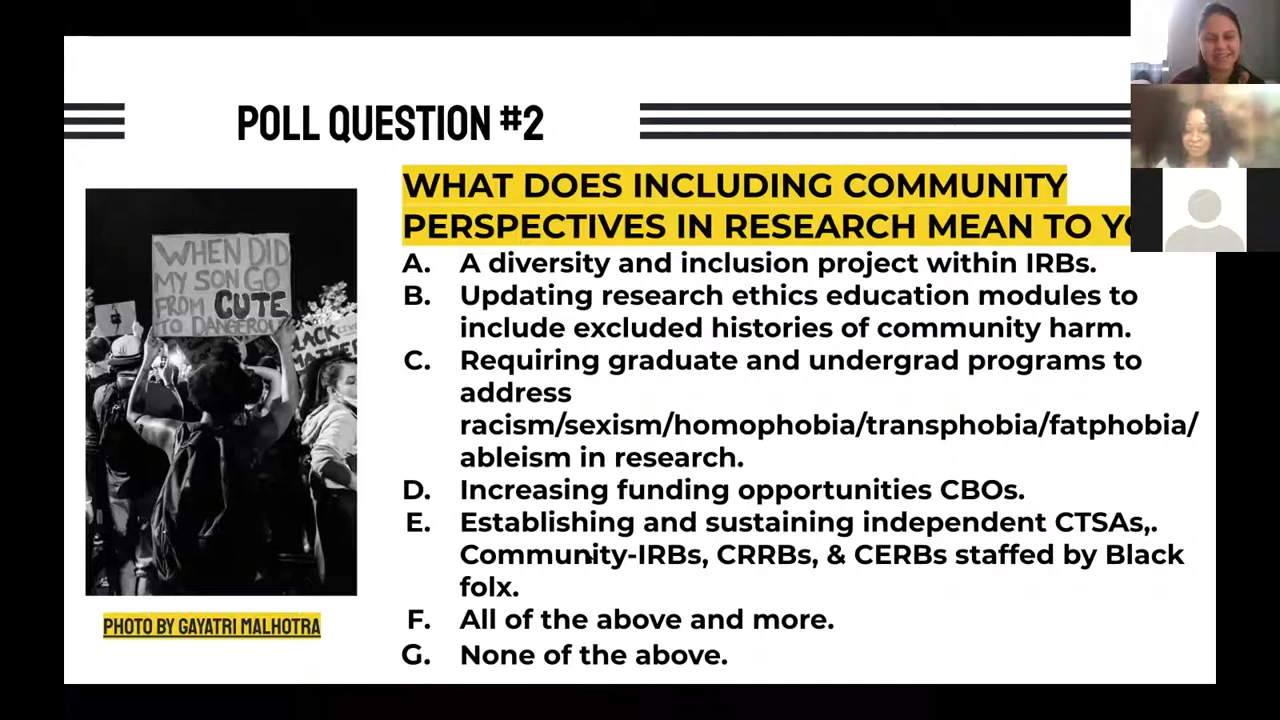 POLL QUESTION #2
WHAT DOES INCLUDING COMMUNITY
PERSPECTIVES IN RESEARCH MEAN TO
A. A diversity and inclusion project within IRBs.
B. Updating research ethics education modules to
include excluded histories of community harm.
C. Requiring graduate and undergrad programs to
address
racism/sexism/homophobia/transphobia/fatphobia/
ableism in research.
D. Increasing funding opportunities CBOs.
E. Establishing and sustaining independent CTSAs,.
Community-IRBs, CRRBs, & CERBs staffed by Black
folx.
F. All of the above and more.
G. None of the above.
WHEN DID
MY SON GO
FROM CUTE
TO DANGEROU
BLACK LIVES
MATTER
PHOTO BY GAYATRI MALHOTRA